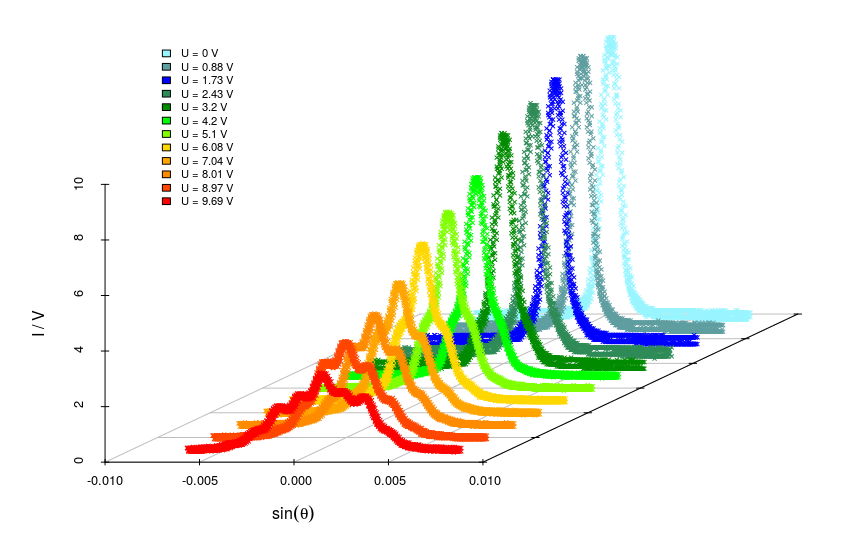 U = 0 V
U = 0.88 V
U = 1.73 V
U = 2.43 V
U = 3.2 V
U = 4.2 V
U = 5.1 V
U = 6.08 V
U = 7.04 V
U = 8.01 V
U = 8.97 V
U = 9.69 V
10
8
6
4
2
0
I / V
-0.010 -0.005 0.000 0.005 0.010
sin(θ)